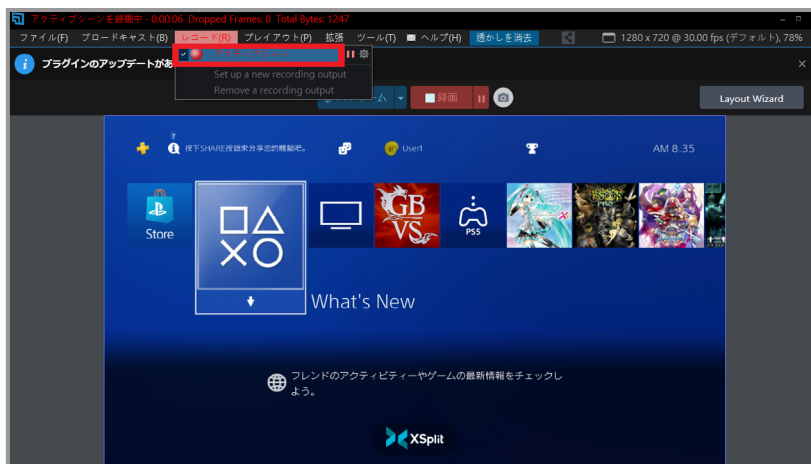 アクティブシーンを録画中 - 0:00:06 Dropped Frames: 0 Total Bytes: 1247
ファイル(F) ブロードキャスト(B) レコード(R) プレイアウト(P) 拡張 ツール(T) ヘルプ(H) 透かしを消去 1280 x 720 @ 30.00 fps (デフォルト), 78%
プラグインのアップデートがあ
Set up a new recording output
Remove a recording output
ーム 録画 Layout Wizard
?
按下SHARE按鈕來分享您的體驗吧。 User1 AM 8.35
Store
GB
VS
PS5
What's New
フレンドのアクティビティーやゲームの最新情報をチェックし
よう。
XSplit